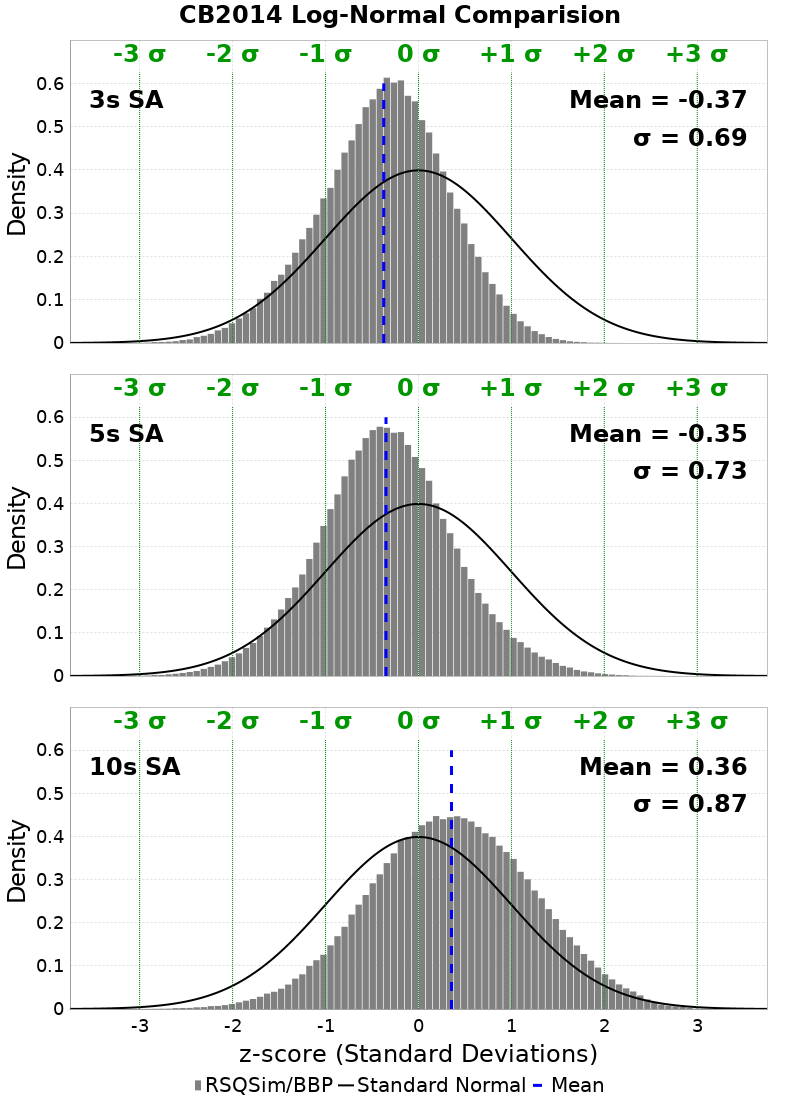 CB2014 Log-Normal Comparision
-3 σ -2 σ -1 σ 0 σ +1 σ +2 σ +3 σ
3s SA
Mean = -0.37
σ = 0.69
0.6
0.5
0.4
0.3
0.2
0.1
0
Density
-3 σ -2 σ -1 σ 0 σ +1 σ +2 σ +3 σ
5s SA
Mean = -0.35
σ = 0.73
0.6
0.5
0.4
0.3
0.2
0.1
0
Density
-3 σ -2 σ -1 σ 0 σ +1 σ +2 σ +3 σ
10s SA
Mean = 0.36
σ = 0.87
0.6
0.5
0.4
0.3
0.2
0.1
0
Density
-3 -2 -1 0 1 2 3
z-score (Standard Deviations)
RSQSim/BBP Standard Normal Mean